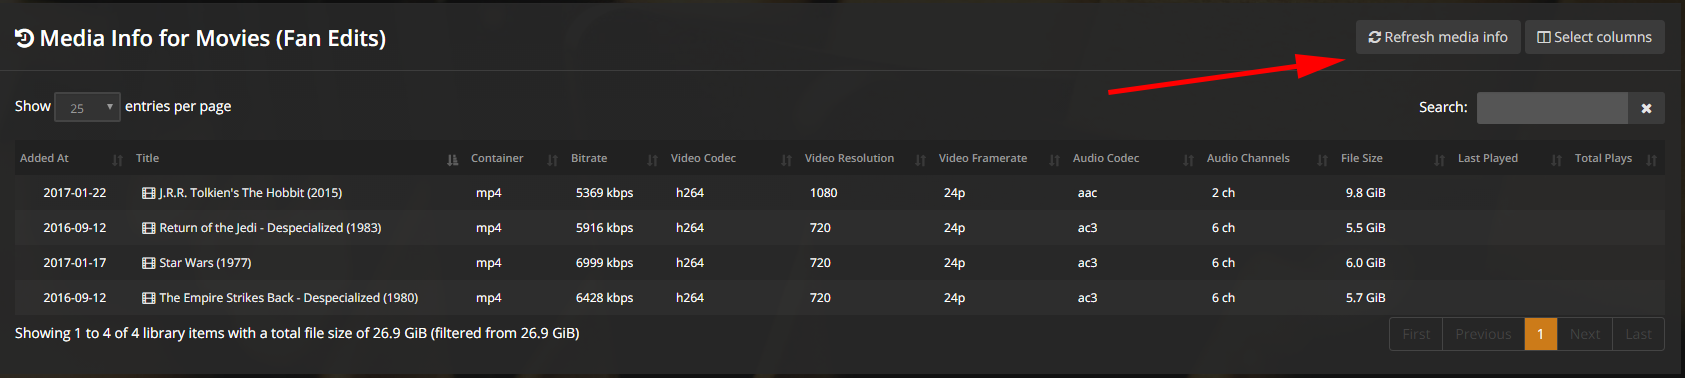 Media Info for Movies (Fan Edits) Refresh media info Select columns
Show 25 entries per page Search:
Added At Title Container Bitrate Video Codec Video Resolution Video Framerate Audio Codec Audio Channels File Size Last Played Total Plays
2017-01-22 J.R.R. Tolkien's The Hobbit (2015) mp4 5369 kbps h264 1080 24p aac 2 ch 9.8 GiB
2016-09-12 Return of the Jedi - Despecialized (1983) mp4 5916 kbps h264 720 24p ac3 6 ch 5.5 GiB
2017-01-17 Star Wars (1977) mp4 6999 kbps h264 720 24p ac3 6 ch 6.0 GiB
2016-09-12 The Empire Strikes Back - Despecialized (1980) mp4 6428 kbps h264 720 24p ac3 6 ch 5.7 GiB
Showing 1 to 4 of 4 library items with a total file size of 26.9 GiB (filtered from 26.9 GiB) First Previous 1 Next Last